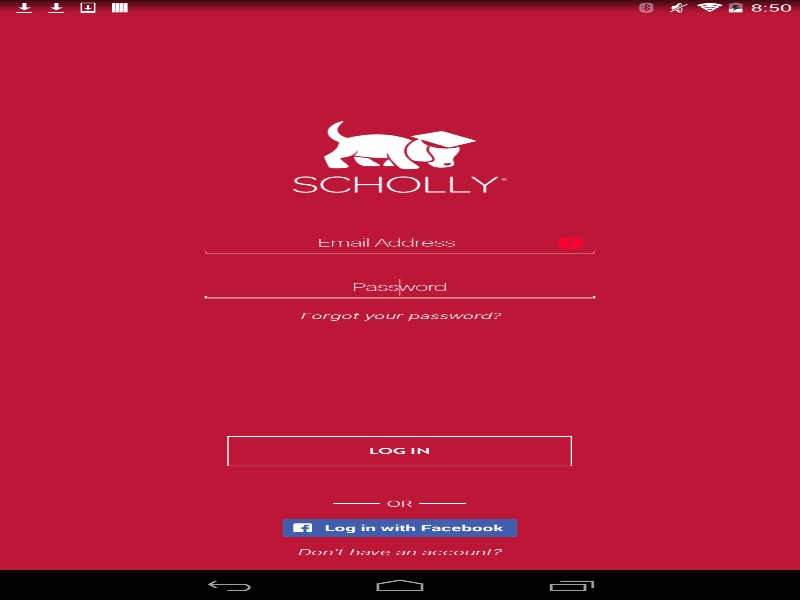 8:50
SCHOLLY®
Email Address
Password
Forgot your password?
LOG IN
OR
Log in with Facebook
Don't have an account?